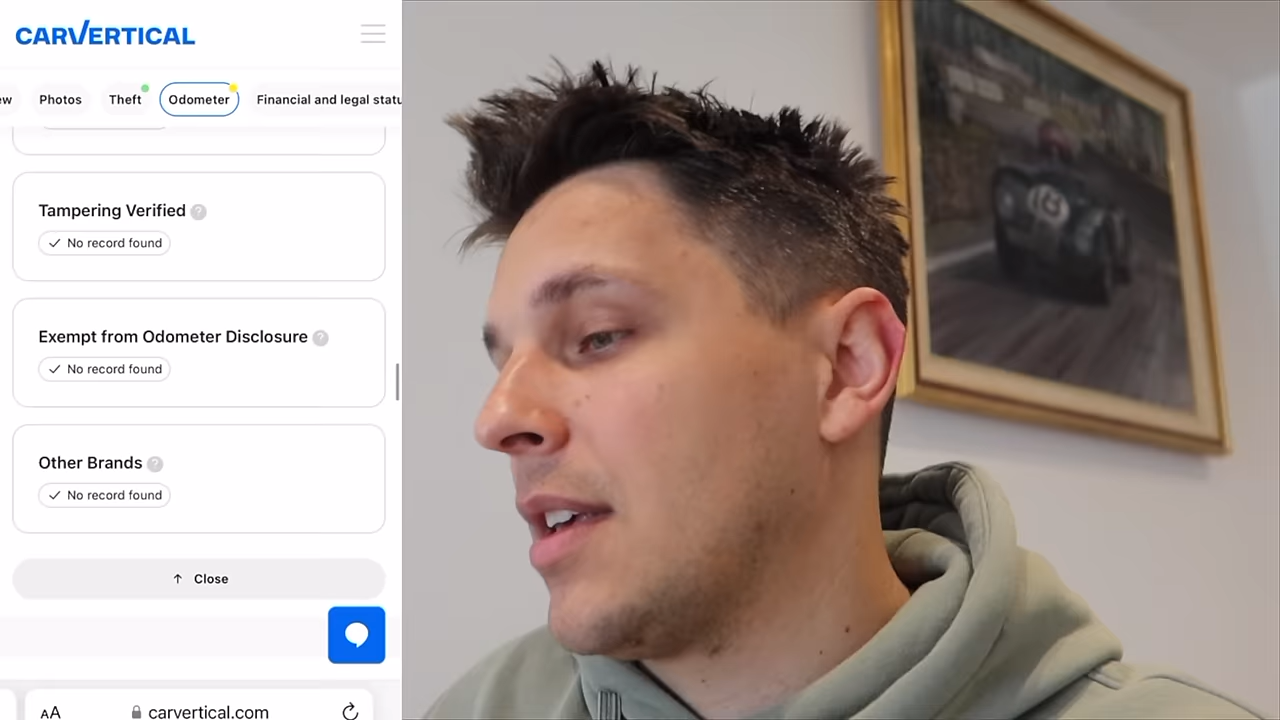 CARVERTICAL
ew
Photos
Theft
Odometer
Financial and legal statu
Tampering Verified ?
No record found
Exempt from Odometer Disclosure ?
No record found
Other Brands ?
No record found
Close
AA
carvertical.com